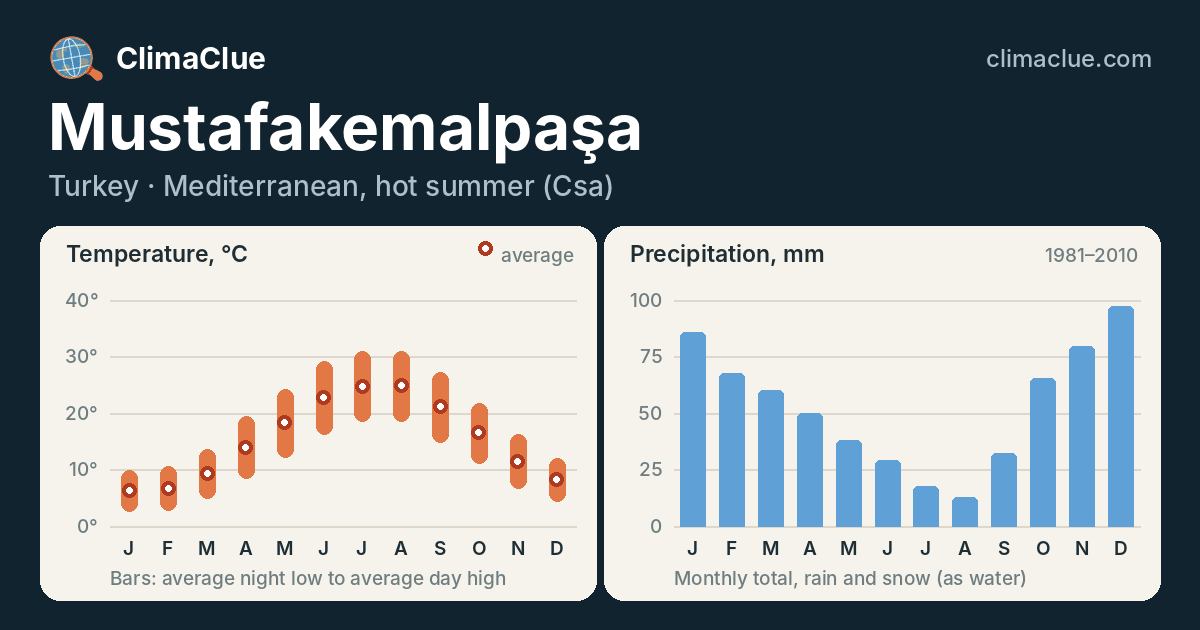 ClimaClue
climaclue.com
Mustafakemalpaşa
Turkey · Mediterranean, hot summer (Csa)
Temperature, °C
average
40°
30°
20°
10°
0°
J F M A M J J A S O N D
Bars: average night low to average day high
Precipitation, mm
1981–2010
100
75
50
25
0
J F M A M J J A S O N D
Monthly total, rain and snow (as water)